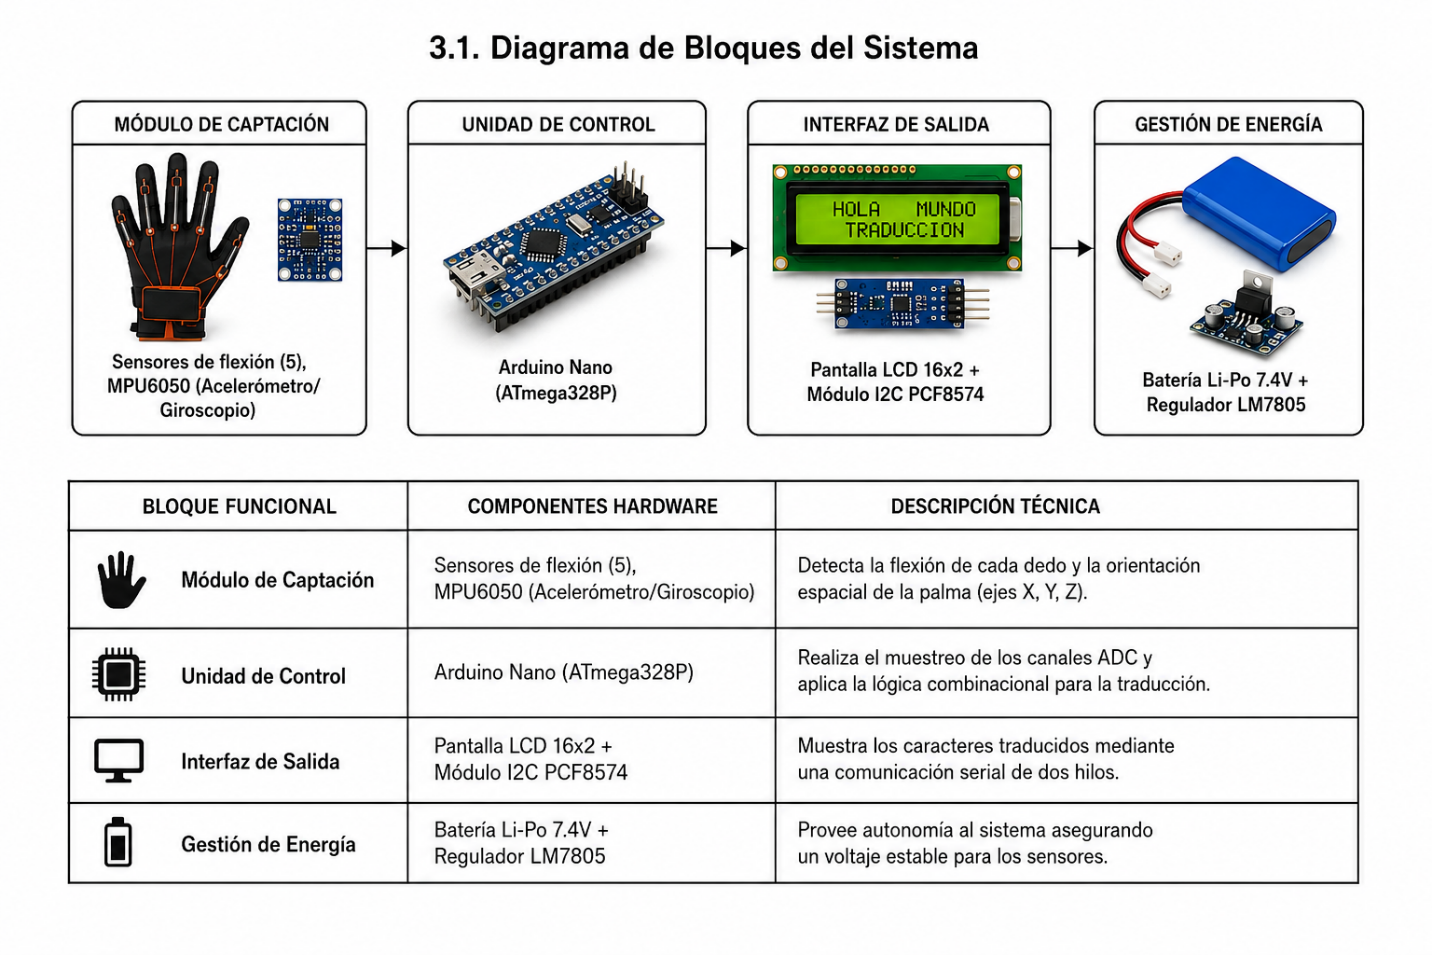 3.1. Diagrama de Bloques del Sistema
MÓDULO DE CAPTACIÓN
Sensores de flexión (5),
MPU6050 (Acelerómetro/
Giroscopio)
UNIDAD DE CONTROL
Arduino Nano
(ATmega328P)
INTERFAZ DE SALIDA
HOLA MUNDO
TRADUCCION
Pantalla LCD 16x2 +
Módulo I2C PCF8574
GESTIÓN DE ENERGÍA
Batería Li-Po 7.4V +
Regulador LM7805
BLOQUE FUNCIONAL
COMPONENTES HARDWARE
DESCRIPCIÓN TÉCNICA
Módulo de Captación
Sensores de flexión (5),
MPU6050 (Acelerómetro/Giroscopio)
Detecta la flexión de cada dedo y la orientación
espacial de la palma (ejes X, Y, Z).
Unidad de Control
Arduino Nano (ATmega328P)
Realiza el muestreo de los canales ADC y
aplica la lógica combinacional para la traducción.
Interfaz de Salida
Pantalla LCD 16x2 +
Módulo I2C PCF8574
Muestra los caracteres traducidos mediante
una comunicación serial de dos hilos.
Gestión de Energía
Batería Li-Po 7.4V +
Regulador LM7805
Provee autonomía al sistema asegurando
un voltaje estable para los sensores.